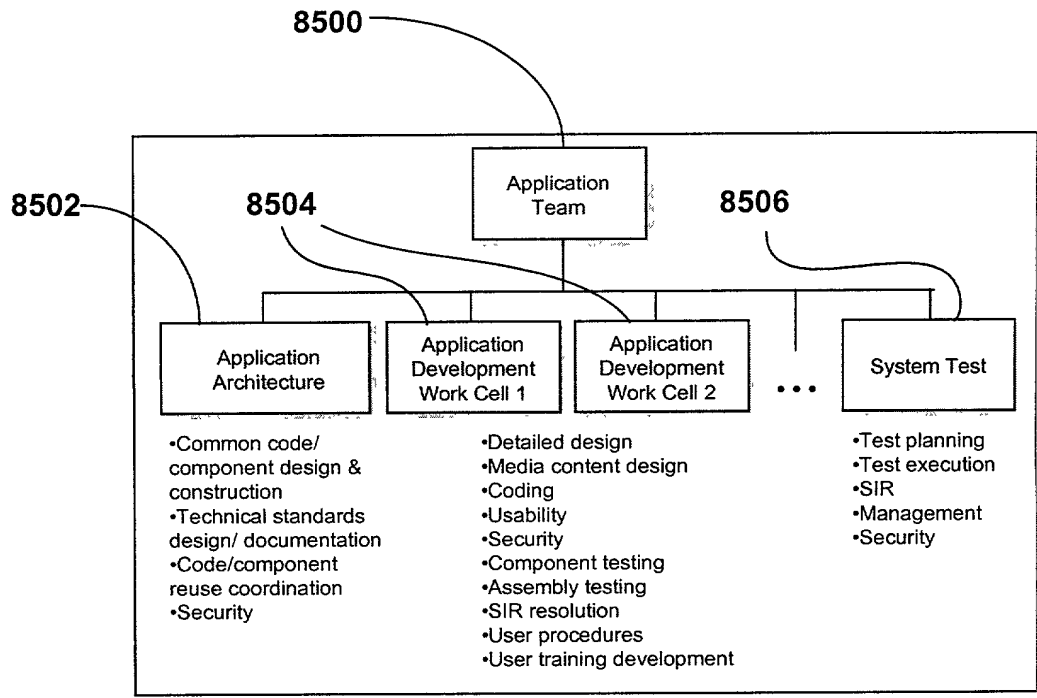 8500
8502
8504
8506
Application
Team
Application
Architecture
Application
Development
Work Cell 1
Application
Development
Work Cell 2
...
System Test
•Common code/
component design &
construction
•Technical standards
design/ documentation
•Code/component
reuse coordination
•Security
•Detailed design
•Media content design
•Coding
•Usability
•Security
•Component testing
•Assembly testing
•SIR resolution
•User procedures
•User training development
•Test planning
•Test execution
•SIR
•Management
•Security